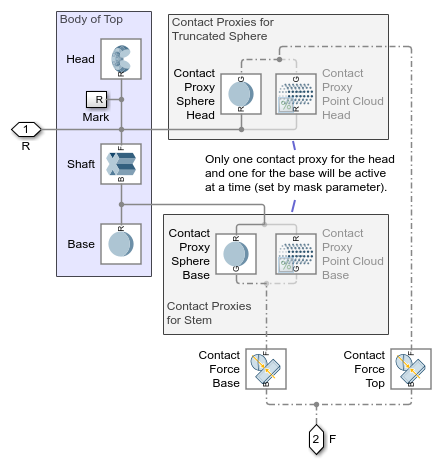 Body of Top
Head
R
R
Mark
1
R
Shaft
F
B
Base
R
Contact Proxies for
Truncated Sphere
Contact
Proxy
Sphere
Head
G
R
Contact
Proxy
Point Cloud
Head
G
R
%
Only one contact proxy for the head
and one for the base will be active
at a time (set by mask parameter).
Contact
Proxy
Sphere
Base
R
G
Contact
Proxy
Point Cloud
Base
R
G
%
Contact Proxies
for Stem
Contact
Force
Base
F
B
Contact
Force
Top
F
B
2
F